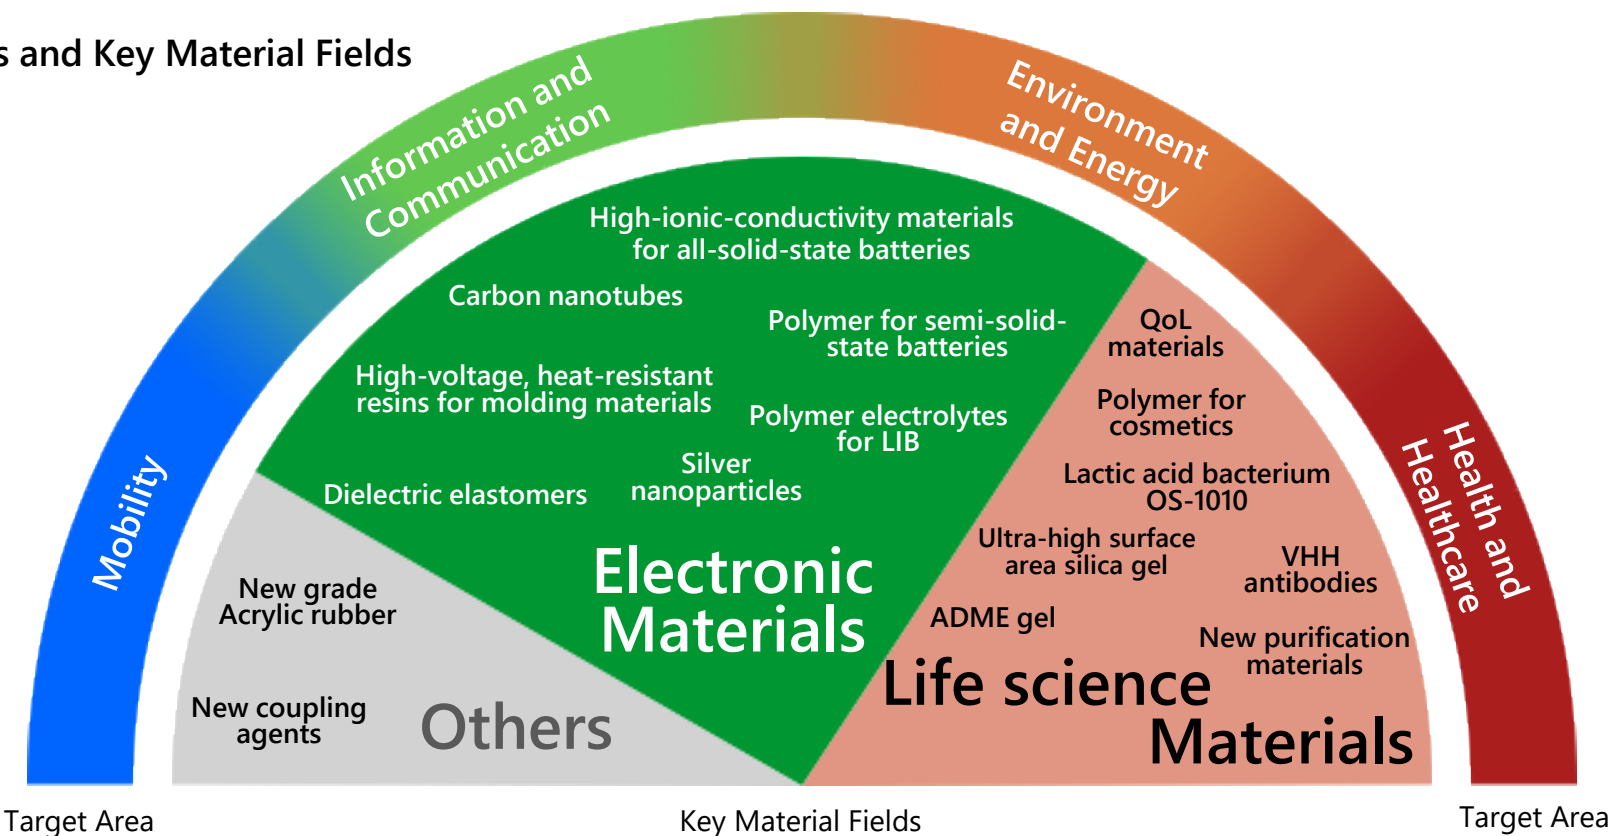 s and Key Material Fields
Information and
Communication
Environment
and Energy
Mobility
Health and
Healthcare
High-ionic-conductivity materials
for all-solid-state batteries
Carbon nanotubes
Polymer for semi-solid-
state batteries
High-voltage, heat-resistant
resins for molding materials
Polymer electrolytes
for LIB
Silver
nanoparticles
Dielectric elastomers
Electronic
Materials
QoL
materials
Polymer for
cosmetics
Lactic acid bacterium
OS-1010
Ultra-high surface
area silica gel
VHH
antibodies
ADME gel
New purification
materials
Life science
Materials
New grade
Acrylic rubber
New coupling
agents
Others
Target Area
Key Material Fields
Target Area